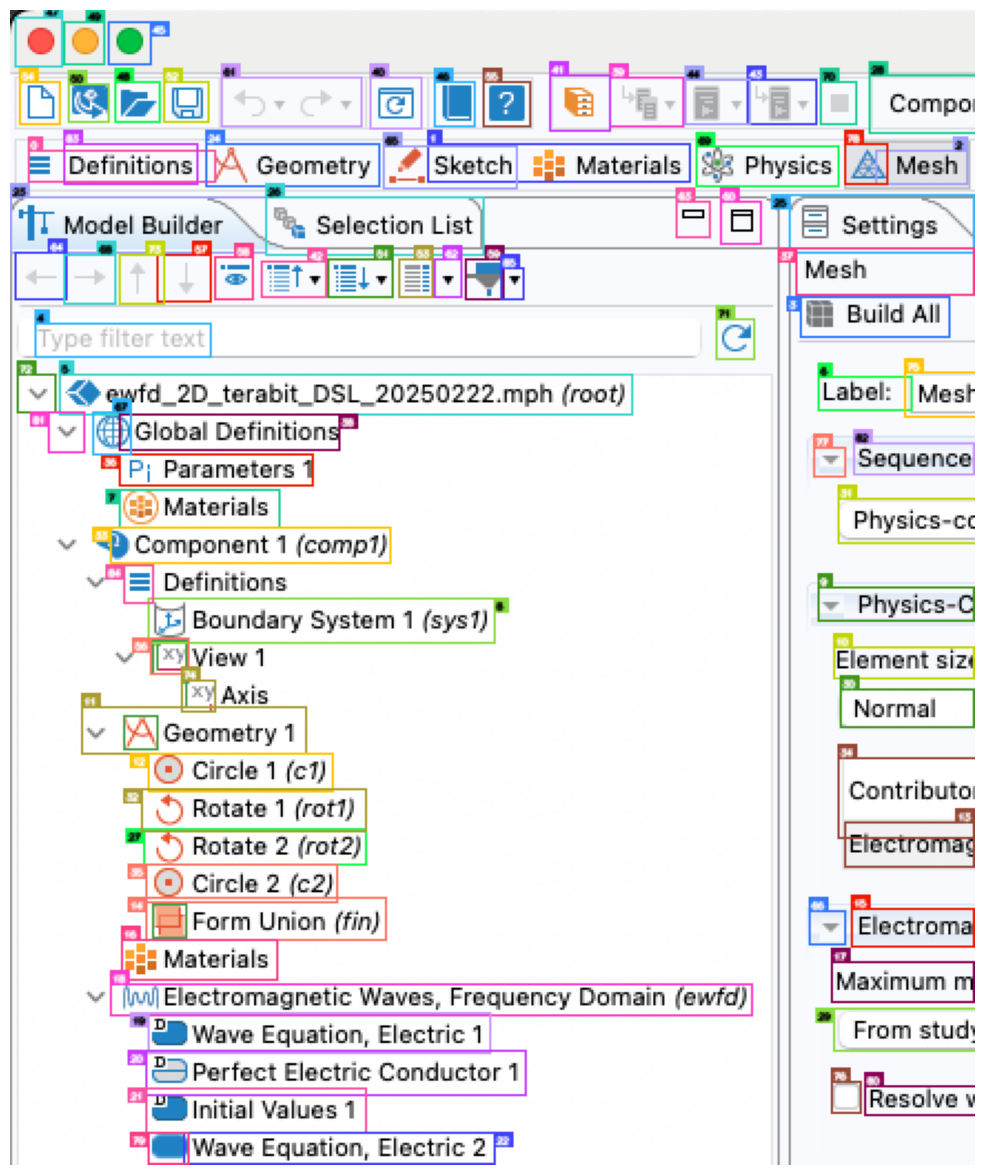 Compo
Definitions Geometry Sketch Materials Physics Mesh
Model Builder Selection List
Settings
Mesh
Build All
Type filter text
ewfd_2D_terabit_DSL_20250222.mph (root)
Label: Mesh
Global Definitions
Sequence
Pi Parameters 1
Materials
Physics-co
Component 1 (comp1)
Definitions
Physics-C
Boundary System 1 (sys1)
xy View 1
Element size
xy Axis
Normal
Geometry 1
Circle 1 (c1)
Contributo
Rotate 1 (rot1)
Rotate 2 (rot2)
Electromag
Circle 2 (c2)
Form Union (fin)
Electroma
Materials
Maximum m
Electromagnetic Waves, Frequency Domain (ewfd)
From study
D Wave Equation, Electric 1
D Perfect Electric Conductor 1
Resolve w
D Initial Values 1
Wave Equation, Electric 2